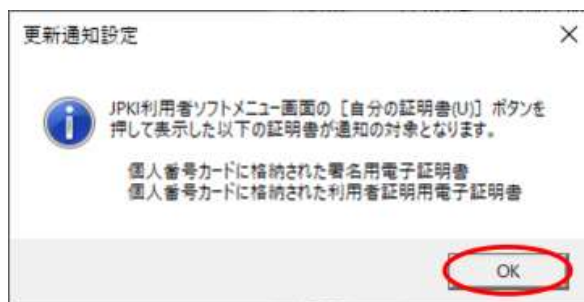 更新通知設定
JPKI利用者ソフトメニュー画面の［自分の証明書(U)］ボタンを
押して表示した以下の証明書が通知の対象となります。
個人番号カードに格納された署名用電子証明書
個人番号カードに格納された利用者証明用電子証明書
OK